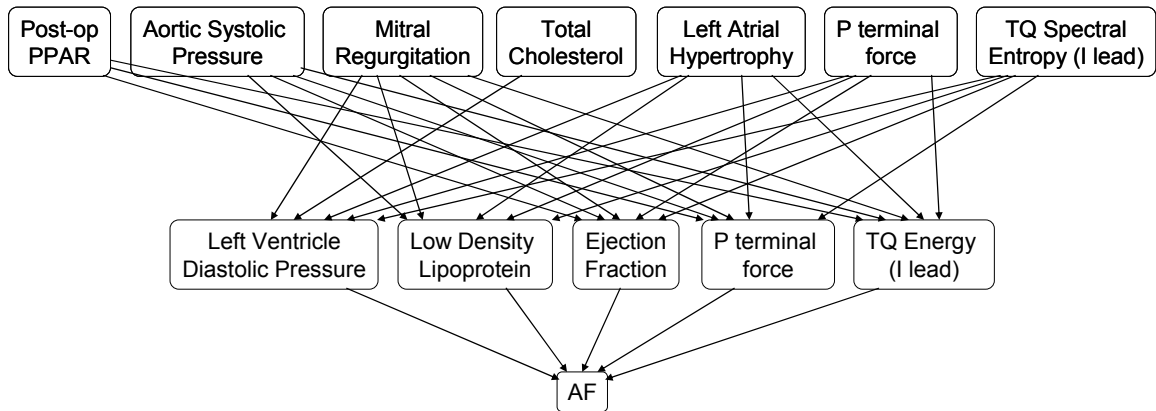 Post-op
PPAR
Aortic Systolic
Pressure
Mitral
Regurgitation
Total
Cholesterol
Left Atrial
Hypertrophy
P terminal
force
TQ Spectral
Entropy (I lead)
Left Ventricle
Diastolic Pressure
Low Density
Lipoprotein
Ejection
Fraction
P terminal
force
TQ Energy
(I lead)
AF